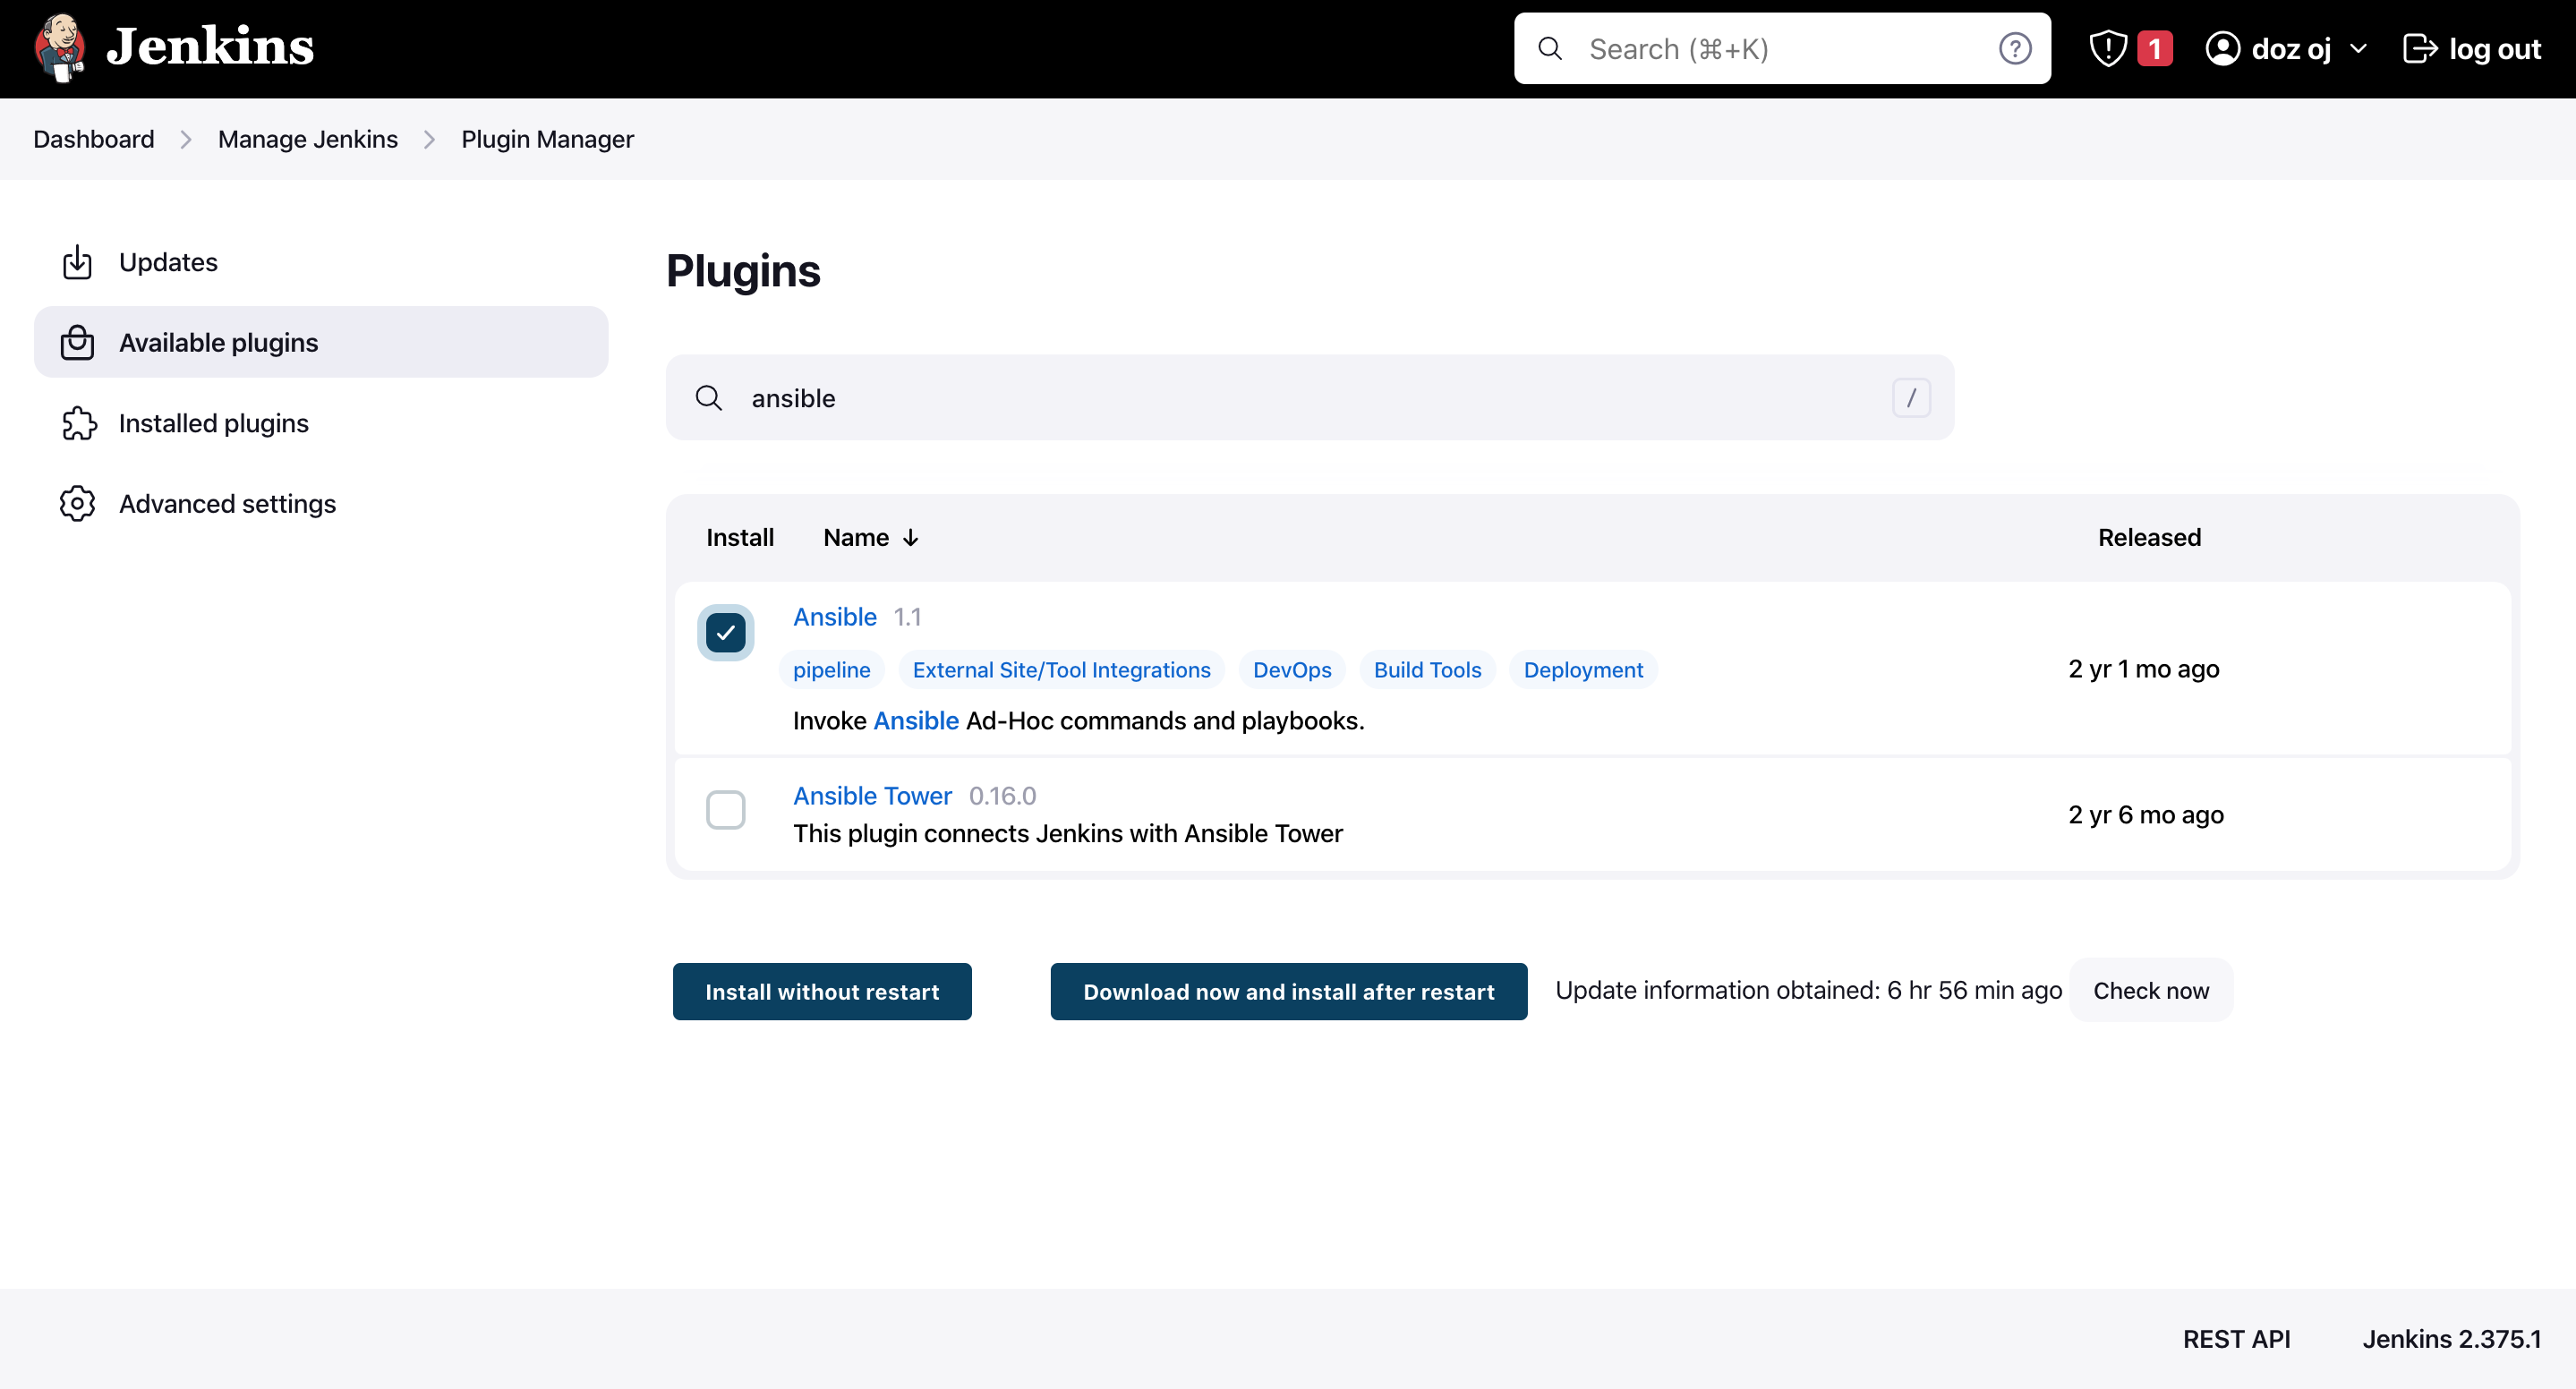 Jenkins
Search (⌘+K)
?
1
doz oj
log out
Dashboard
Manage Jenkins
Plugin Manager
Updates
Available plugins
Installed plugins
Advanced settings
Plugins
ansible
/
Install Name ↓ Released
Ansible 1.1
pipeline External Site/Tool Integrations DevOps Build Tools Deployment
Invoke Ansible Ad-Hoc commands and playbooks.
2 yr 1 mo ago
Ansible Tower 0.16.0
This plugin connects Jenkins with Ansible Tower
2 yr 6 mo ago
Install without restart
Download now and install after restart
Update information obtained: 6 hr 56 min ago
Check now
REST API
Jenkins 2.375.1